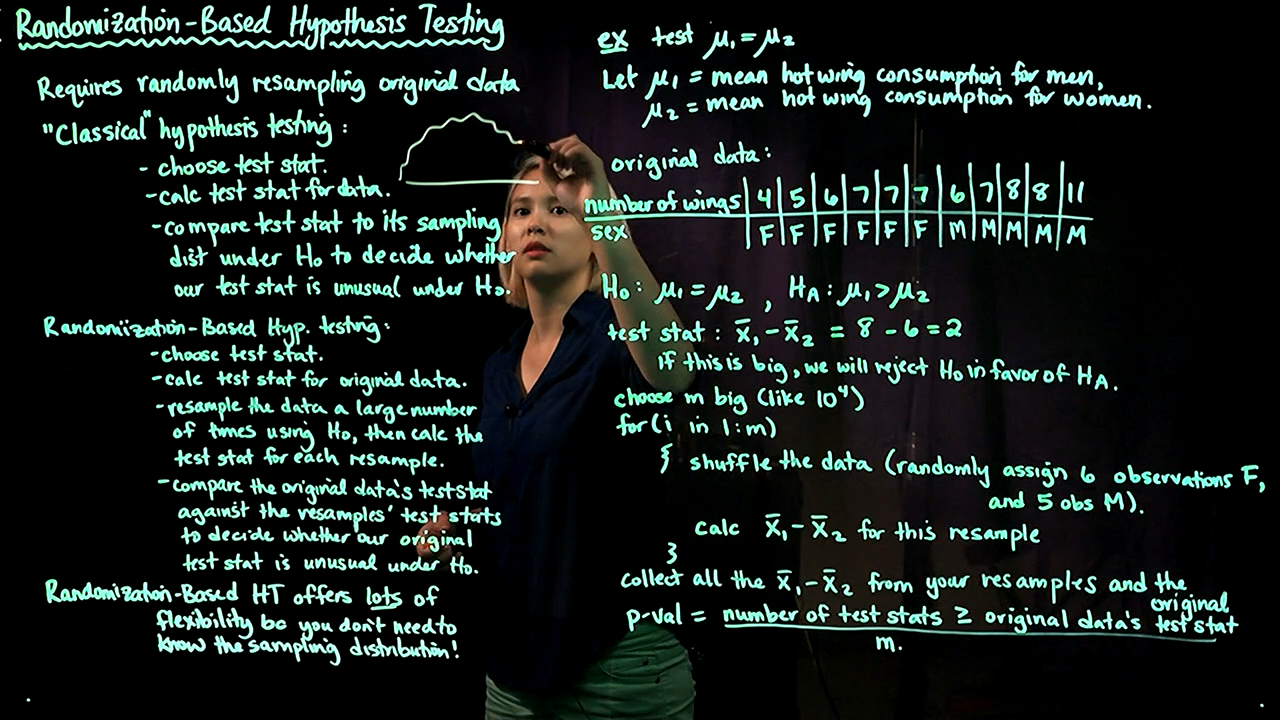 Randomization-Based Hypothesis Testing
Requires randomly resampling original data
"Classical" hypothesis testing :
- choose test stat.
- calc test stat for data.
- compare test stat to its sampling
dist under Ho to decide whether
our test stat is unusual under Ho.
Randomiization-Based Hyp. testing:
- choose test stat.
- calc test stat for original data.
- resample the data a large number
of times using Ho, then calc the
test stat for each resample.
- compare the original data's test stat
against the resamples' test stats
to decide whether our original
test stat is unusual under Ho.
Randomization-Based HT offers lots of
flexibility bc you don't need to
know the sampling distribution!
ex test μ₁ = μ₂
Let μ₁ = mean hot wing consumption for men,
μ₂ = mean hot wing consumption for women.
original data :
number of wings | 4 | 5 | 6 | 7 | 7 | 7 | 6 | 7 | 8 | 8 | 11
sex | F | F | F | F | F | F | M | M | M | M | M
Ho : μ₁ = μ₂ , HA : μ₁ > μ₂
test stat : x̄₁ - x̄₂ = 8 - 6 = 2
If this is big, we will reject Ho in favor of HA.
choose m big (like 10⁴)
for (i in 1:m)
{ shuffle the data (randomly assign 6 observations F,
and 5 obs M).
calc x̄₁ - x̄₂ for this resample
}
collect all the x̄₁ - x̄₂ from your resamples and the
original
p-val = number of test stats ≥ original data's test stat
m.